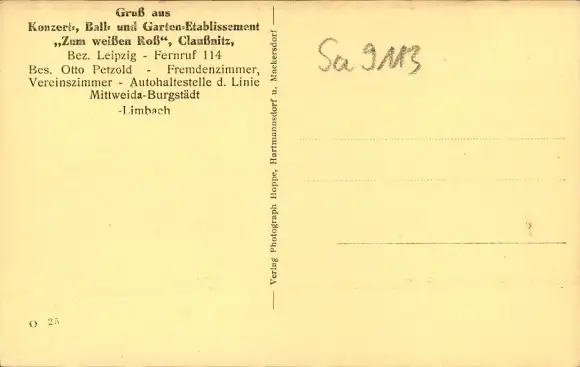 Gruß aus
Konzert-, Ball- und Garten-Etablissement
„Zum weißen Roß“, Claußnitz,
Bez. Leipzig - Fernruf 114
Bes. Otto Petzold - Fremdenzimmer,
Vereinszimmer - Autohaltestelle d. Linie
Mittweida-Burgstädt
-Limbach
Verlag Photograph Hoppe, Hartmannsdorf u. Muckersdorf
Sa 9113
O 25